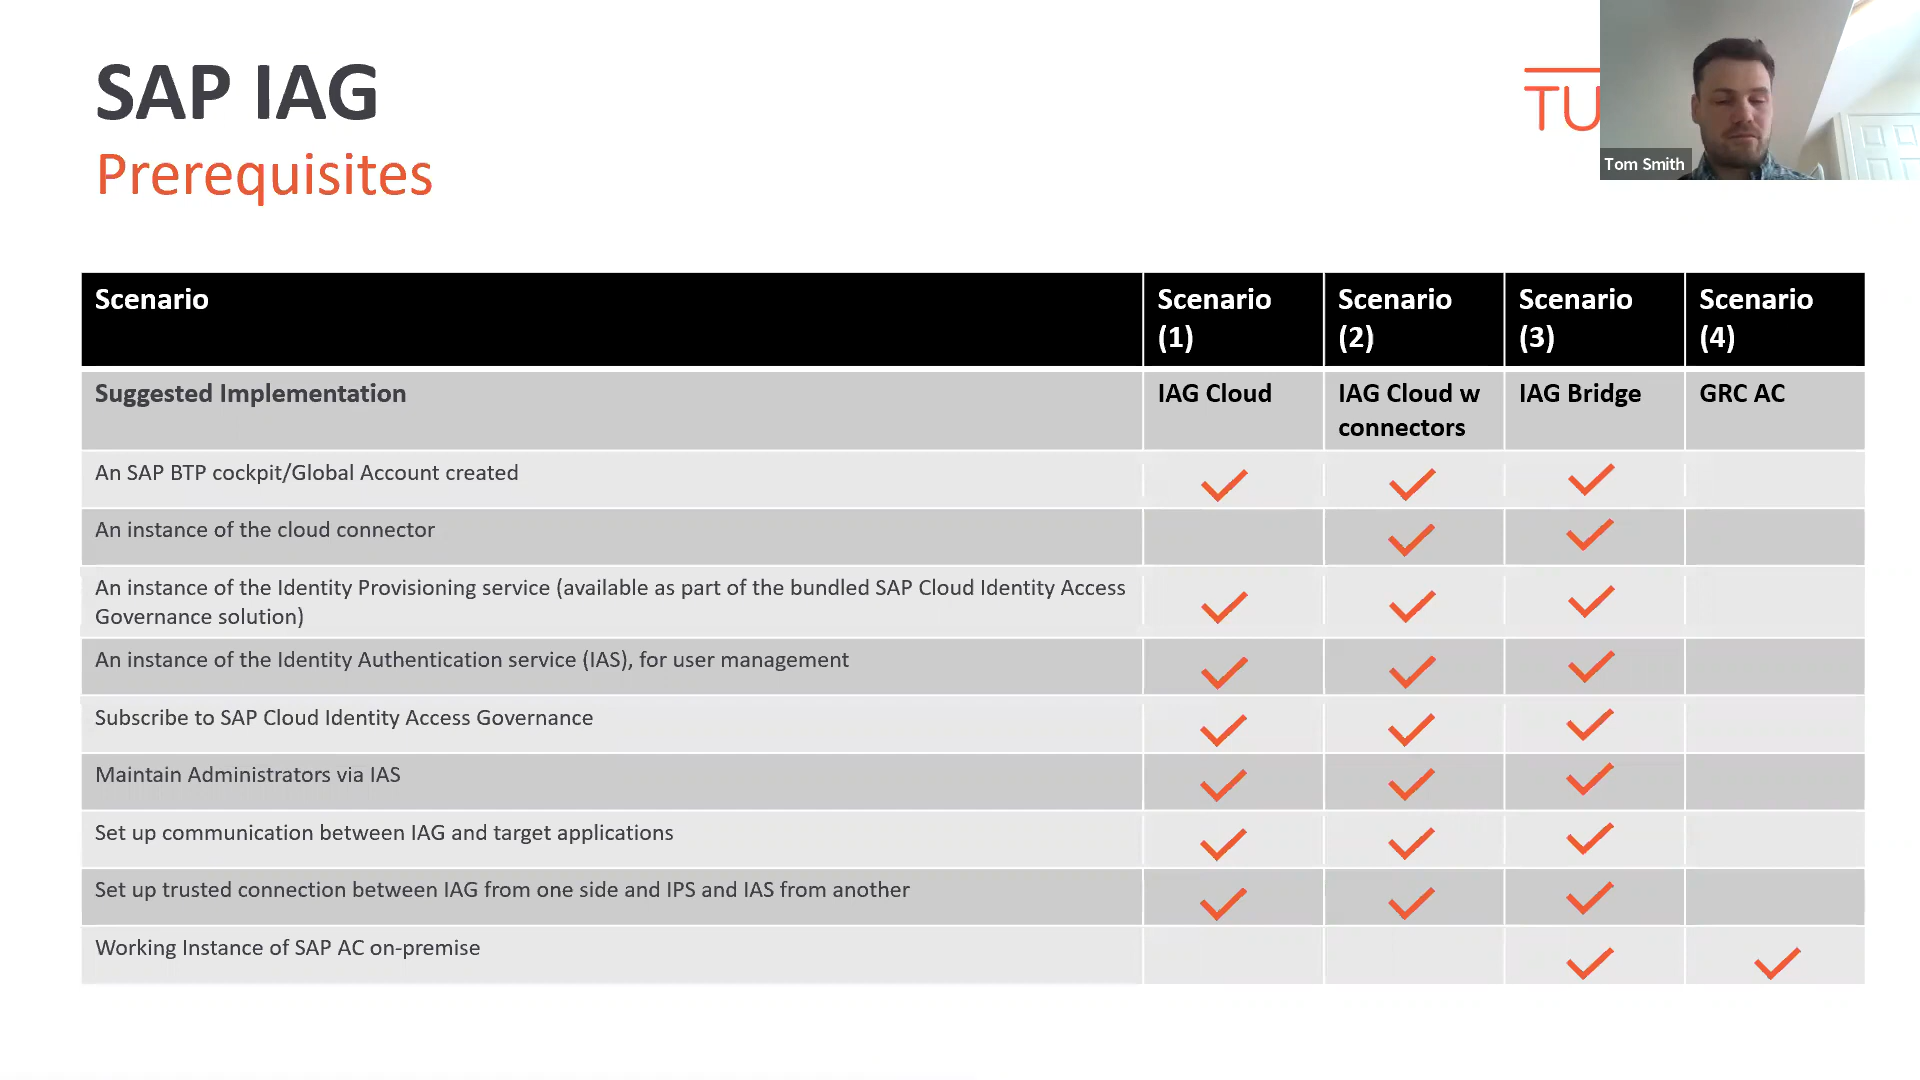 SAP IAG
Prerequisites
TU
Tom Smith
Scenario
Scenario
(1)
Scenario
(2)
Scenario
(3)
Scenario
(4)
Suggested Implementation
IAG Cloud
IAG Cloud w
connectors
IAG Bridge
GRC AC
An SAP BTP cockpit/Global Account created
An instance of the cloud connector
An instance of the Identity Provisioning service (available as part of the bundled SAP Cloud Identity Access
Governance solution)
An instance of the Identity Authentication service (IAS), for user management
Subscribe to SAP Cloud Identity Access Governance
Maintain Administrators via IAS
Set up communication between IAG and target applications
Set up trusted connection between IAG from one side and IPS and IAS from another
Working Instance of SAP AC on-premise